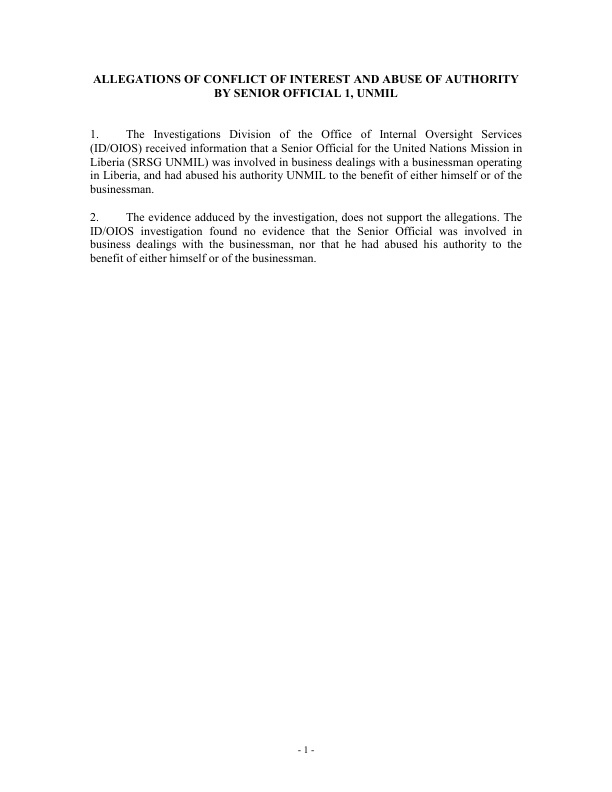 ALLEGATIONS OF CONFLICT OF INTEREST AND ABUSE OF AUTHORITY
BY SENIOR OFFICIAL 1, UNMIL
1. The Investigations Division of the Office of Internal Oversight Services
(ID/OIOS) received information that a Senior Official for the United Nations Mission in
Liberia (SRSG UNMIL) was involved in business dealings with a businessman operating
in Liberia, and had abused his authority UNMIL to the benefit of either himself or of the
businessman.
2. The evidence adduced by the investigation, does not support the allegations. The
ID/OIOS investigation found no evidence that the Senior Official was involved in
business dealings with the businessman, nor that he had abused his authority to the
benefit of either himself or of the businessman.
- 1 -